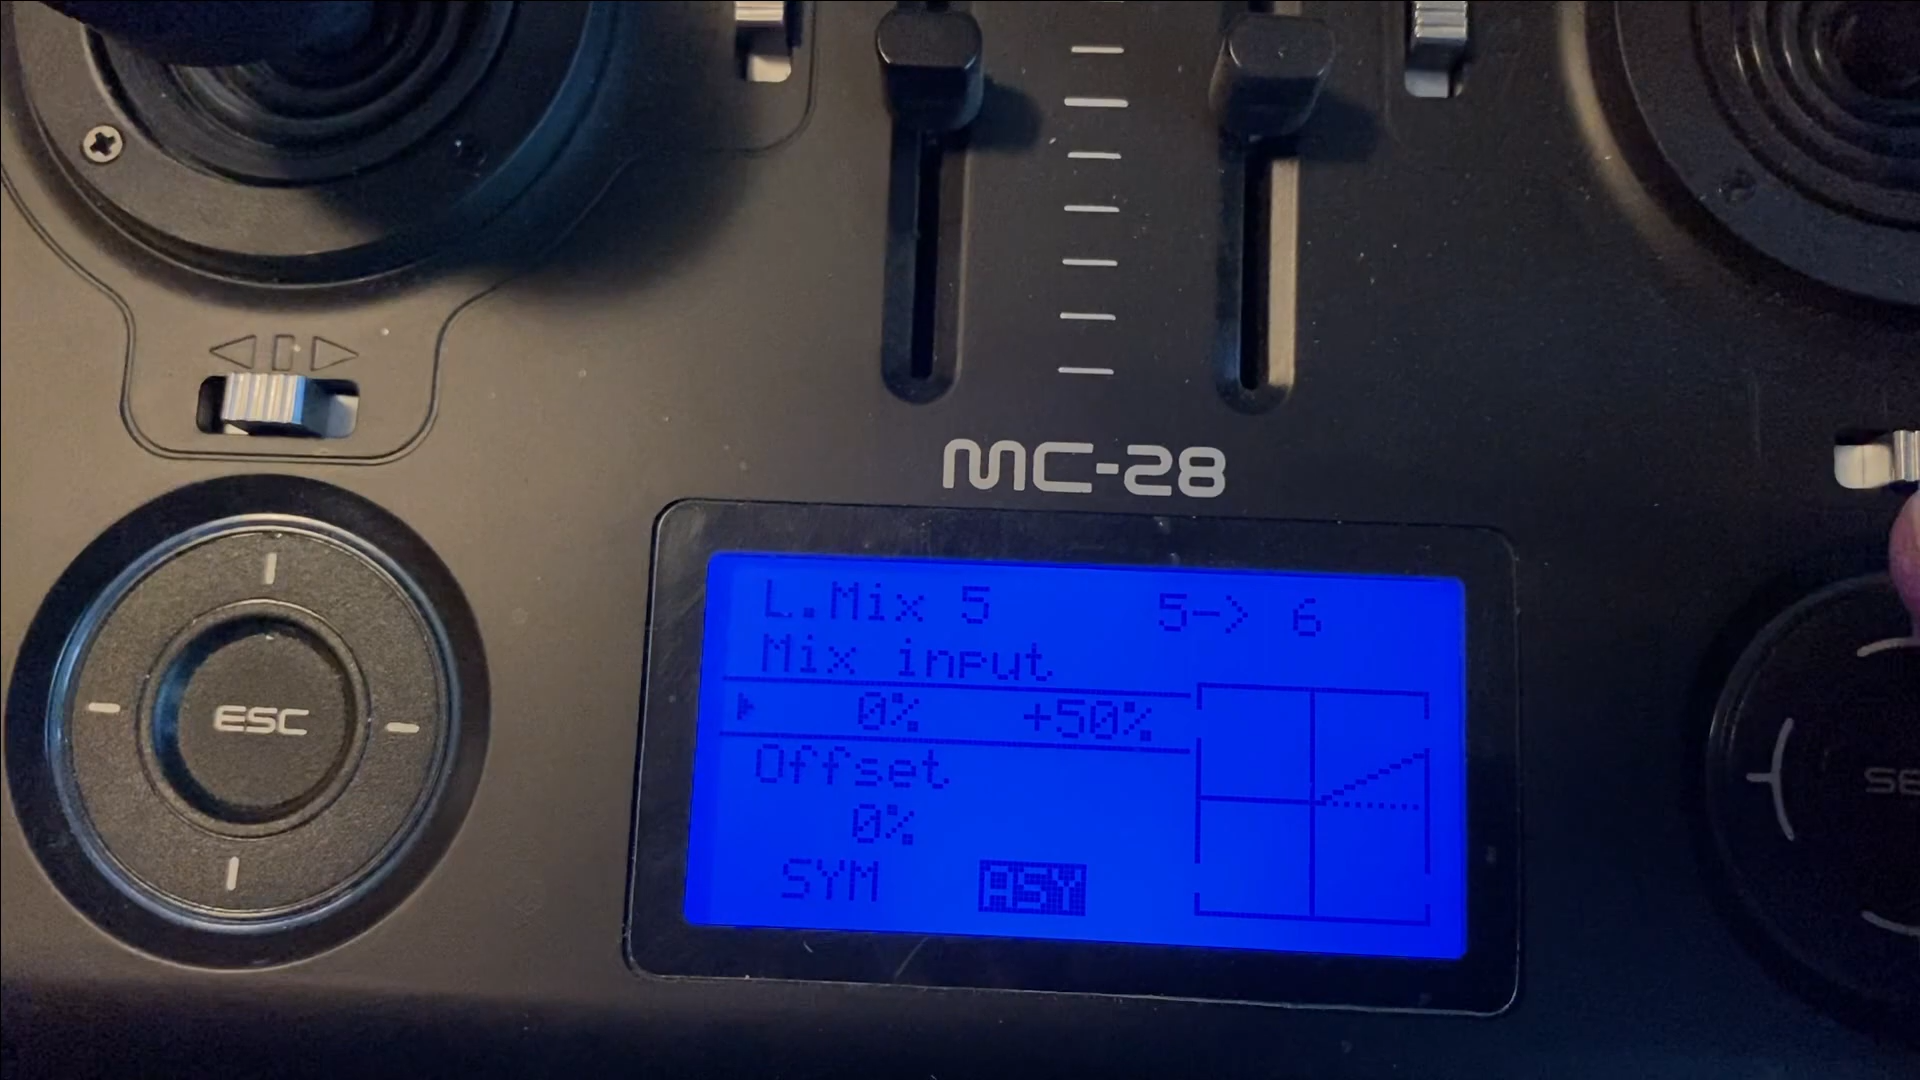 MC-28
ESC
L.Mix 5 5-> 6
Mix input
0% +50%
Offset
0%
SYM ASY